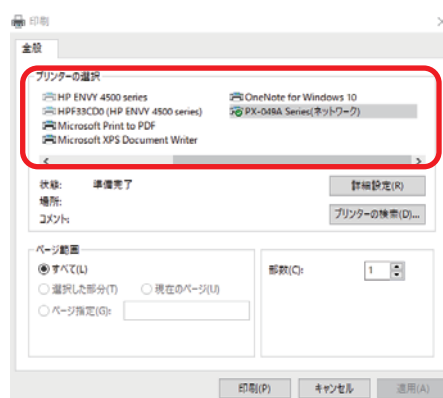 印刷
全般
プリンターの選択
HP ENVY 4500 series
OneNote for Windows 10
HPF33CD0 (HP ENVY 4500 series)
PX-049A Series(ネットワーク)
Microsoft Print to PDF
Microsoft XPS Document Writer
状態: 準備完了
詳細設定(R)
場所:
コメント:
プリンターの検索(D)...
ページ範囲
すべて(L)
部数(C): 1
選択した部分(T) 現在のページ(U)
ページ指定(G):
印刷(P) キャンセル 適用(A)